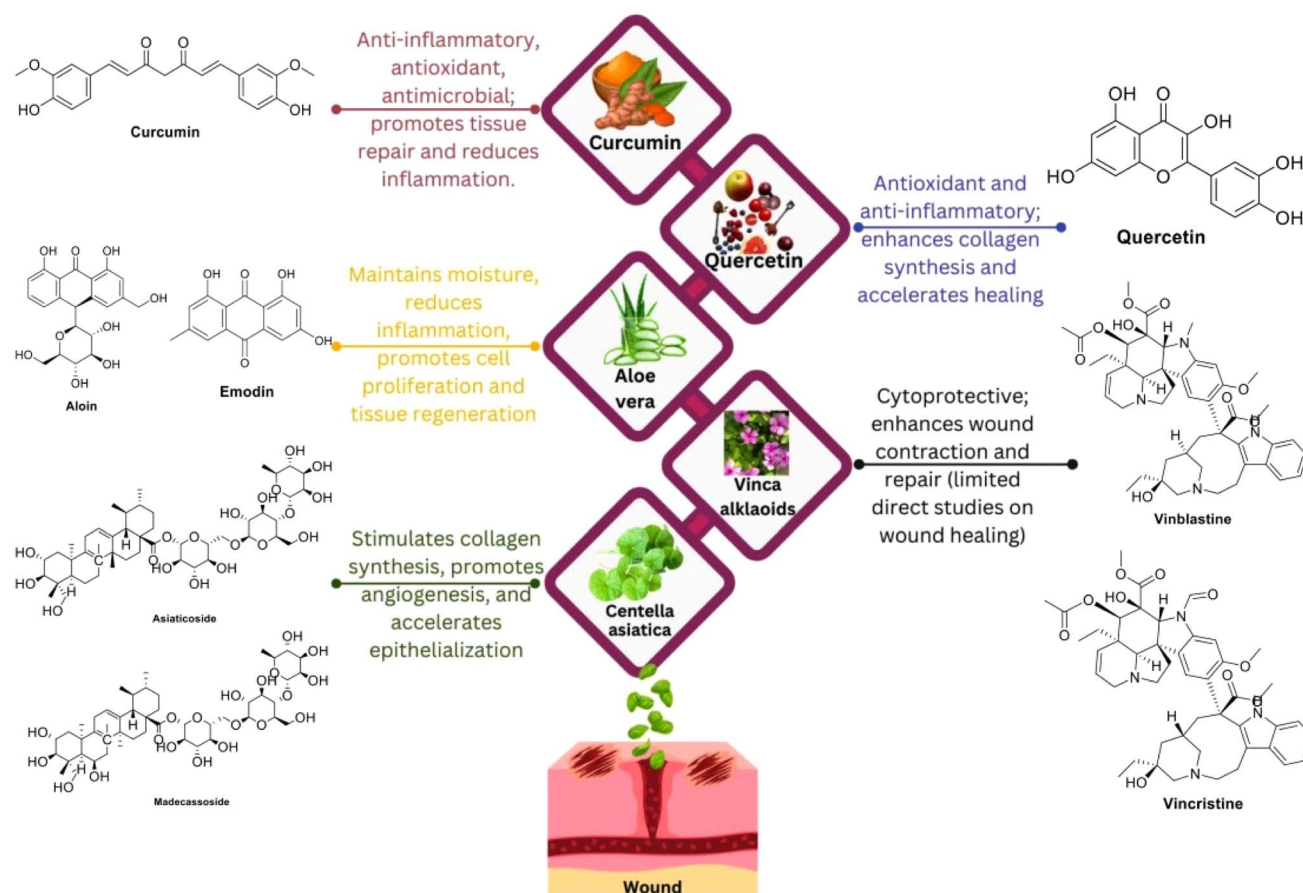 Anti-inflammatory,
antioxidant,
antimicrobial;
promotes tissue
repair and reduces
inflammation.
Curcumin
Curcumin
Antioxidant and
anti-inflammatory;
enhances collagen
synthesis and
accelerates healing
Quercetin
Quercetin
Maintains moisture,
reduces
inflammation,
promotes cell
proliferation and
tissue regeneration
Aloe
vera
Aloin
Emodin
Cytoprotective;
enhances wound
contraction and
repair (limited
direct studies on
wound healing)
Vinca
alklaoids
Vinblastine
Stimulates collagen
synthesis, promotes
angiogenesis, and
accelerates
epithelialization
Centella
asiatica
Asiaticoside
Madecassoside
Vincristine
Wound